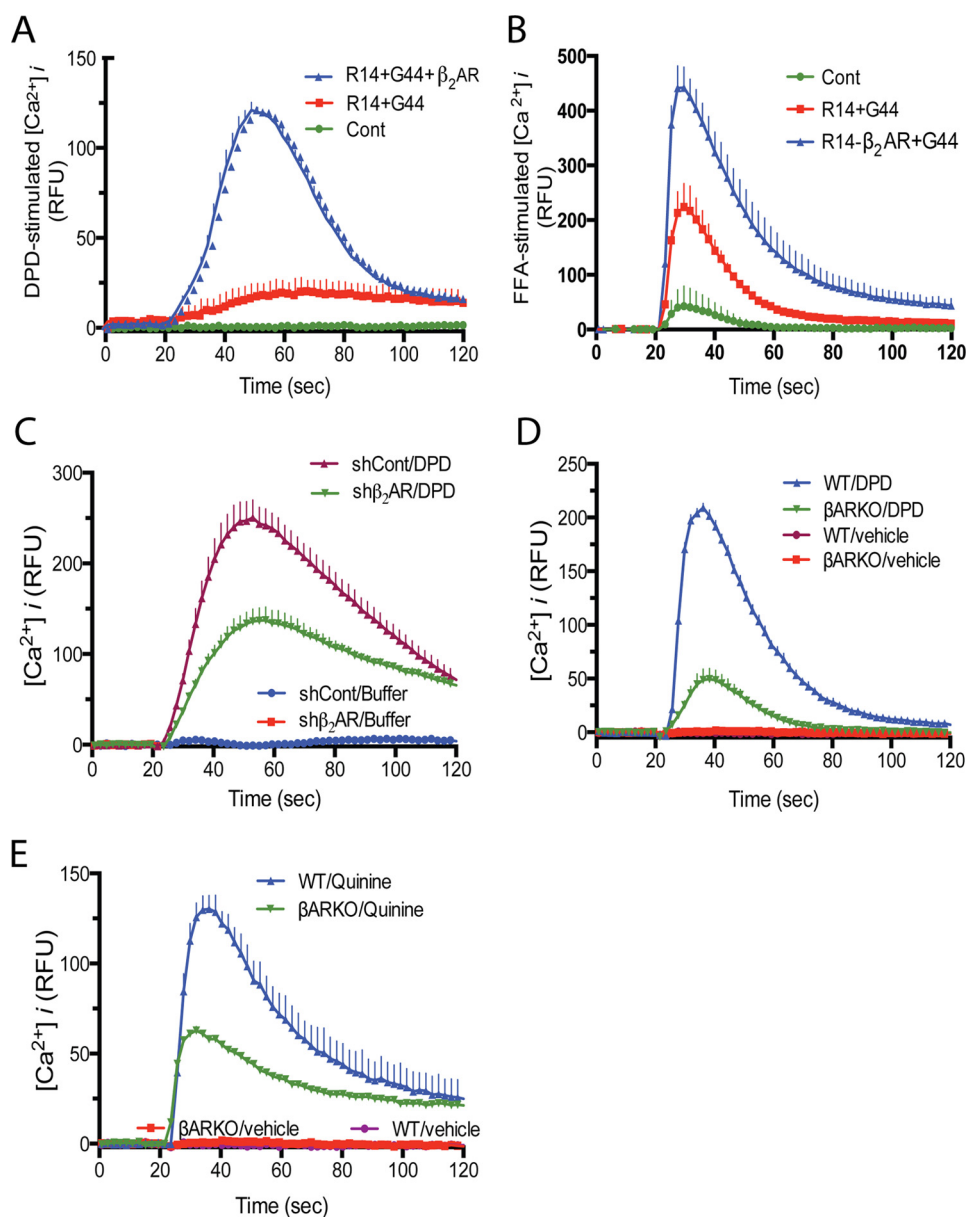 A
DPD-stimulated [Ca²⁺] i
(RFU)
150
100
50
0
0 20 40 60 80 100 120
Time (sec)
R14+G44+β₂AR
R14+G44
Cont
B
FFA-stimulated [Ca²⁺] i
(RFU)
500
400
300
200
100
0
0 20 40 60 80 100 120
Time (sec)
Cont
R14+G44
R14-β₂AR+G44
C
[Ca²⁺] i (RFU)
300
200
100
0
0 20 40 60 80 100 120
Time (sec)
shCont/DPD
shβ₂AR/DPD
shCont/Buffer
shβ₂AR/Buffer
D
[Ca²⁺] i (RFU)
250
200
150
100
50
0
0 20 40 60 80 100 120
Time (sec)
WT/DPD
βARKO/DPD
WT/vehicle
βARKO/vehicle
E
[Ca²⁺] i (RFU)
150
100
50
0
0 20 40 60 80 100 120
Time (sec)
WT/Quinine
βARKO/Quinine
βARKO/vehicle WT/vehicle